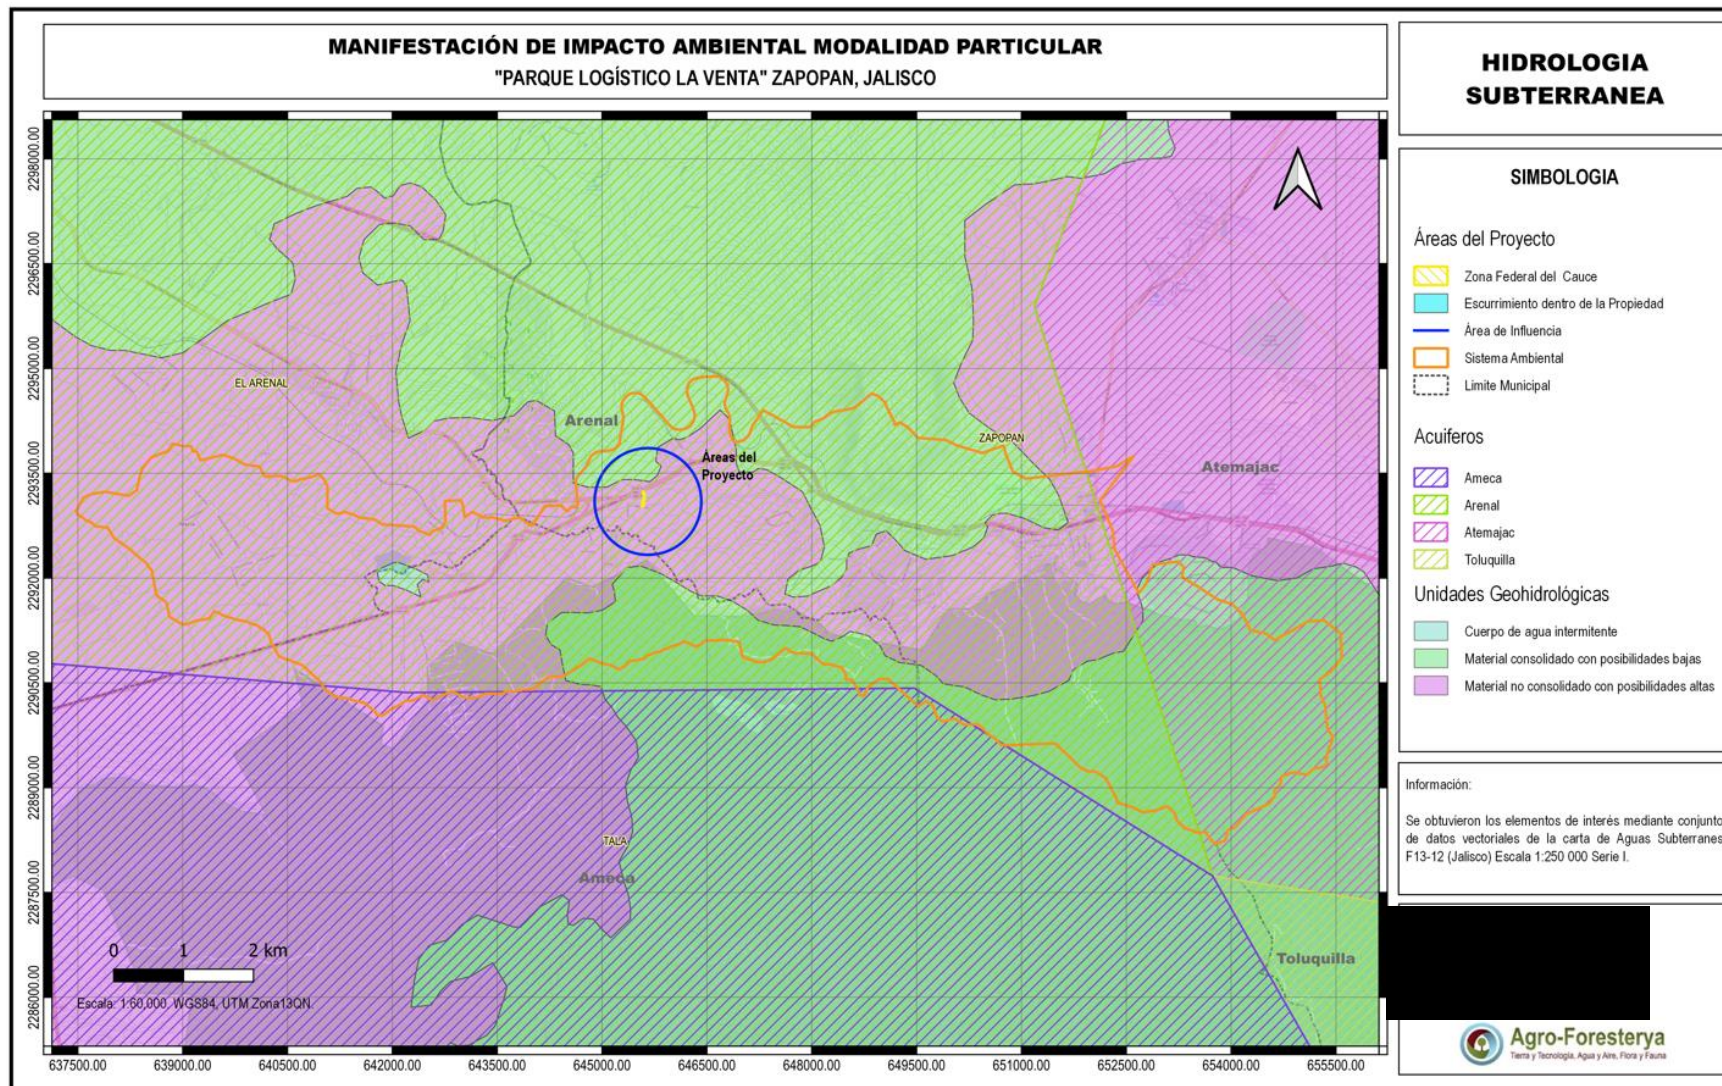 MANIFESTACIÓN DE IMPACTO AMBIENTAL MODALIDAD PARTICULAR
"PARQUE LOGÍSTICO LA VENTA" ZAPOPAN, JALISCO
HIDROLOGIA
SUBTERRANEA
SIMBOLOGIA
Áreas del Proyecto
Zona Federal del Cauce
Escurrimiento dentro de la Propiedad
Área de Influencia
Sistema Ambiental
Limite Municipal
Acuiferos
Ameca
Arenal
Atemajac
Toluquilla
Unidades Geohidrológicas
Cuerpo de agua intermitente
Material consolidado con posibilidades bajas
Material no consolidado con posibilidades altas
Información:
Se obtuvieron los elementos de interés mediante conjunto
de datos vectoriales de la carta de Aguas Subterranes
F13-12 (Jalisco) Escala 1:250 000 Serie I.
Agro-Foresterya
Tierra y Tecnología, Agua y Aire, Flora y Fauna
2298000.00
2296500.00
2295000.00
2293500.00
2292000.00
2290500.00
2289000.00
2287500.00
2286000.00
EL ARENAL
Arenal
ZAPOPAN
Áreas del
Proyecto
Atemajac
TALA
Ameca
Toluquilla
0 1 2 km
Escala: 1:60,000. WGS84, UTM Zona13QN.
637500.00 639000.00 640500.00 642000.00 643500.00 645000.00 646500.00 648000.00 649500.00 651000.00 652500.00 654000.00 655500.00